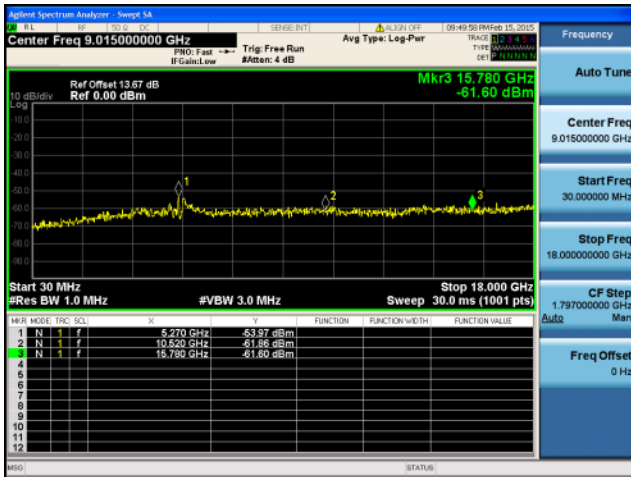 Agilent Spectrum Analyzer - Swept SA
RL RF 50 Ω DC SENSE:INT ALIGN OFF 09:49:58 PM Feb 15, 2015
Center Freq 9.015000000 GHz
PNO: Fast
IFGain:Low
Trig: Free Run
#Atten: 4 dB
Avg Type: Log-Pwr
TRACE 1 2 3 4 5 6
TYPE
DET P N N N N N
Mkr3 15.780 GHz
-61.60 dBm
Ref Offset 13.67 dB
10 dB/div Ref 0.00 dBm
Log
-10.0
-20.0
-30.0
-40.0
-50.0
-60.0
-70.0
-80.0
-90.0
1
2
3
Start 30 MHz Stop 18.000 GHz
#Res BW 1.0 MHz #VBW 3.0 MHz Sweep 30.0 ms (1001 pts)
MKR MODE TRC SCL X Y FUNCTION FUNCTION WIDTH FUNCTION VALUE
1 N 1 f 5.270 GHz -53.97 dBm
2 N 1 f 10.520 GHz -61.86 dBm
3 N 1 f 15.780 GHz -61.60 dBm
4
5
6
7
8
9
10
11
12
MSG STATUS
Frequency
Auto Tune
Center Freq
9.015000000 GHz
Start Freq
30.000000 MHz
Stop Freq
18.000000000 GHz
CF Step
1.797000000 GHz
Auto Man
Freq Offset
0 Hz